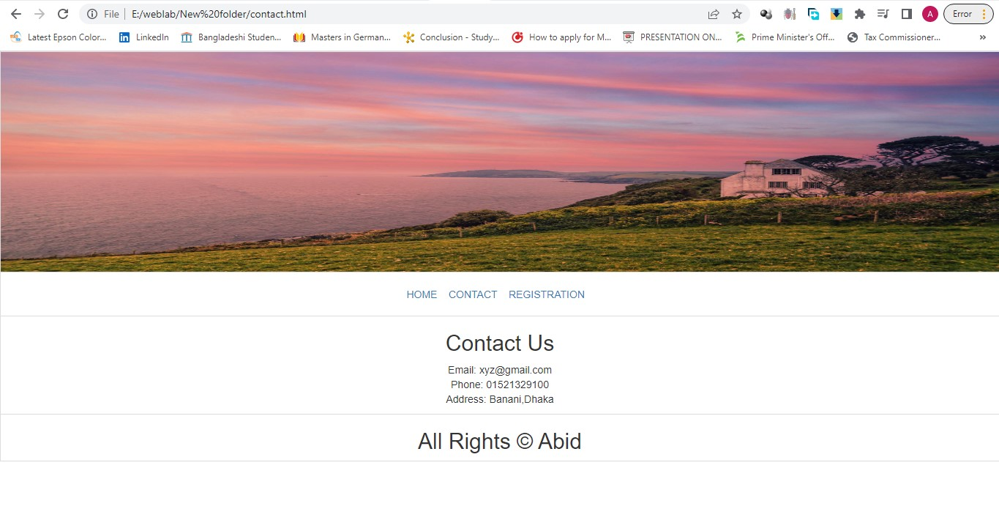 File E:/weblab/New%20folder/contact.html A Error
Latest Epson Color... in LinkedIn Bangladeshi Studen... Masters in German... Conclusion - Study... How to apply for M... PRESENTATION ON... Prime Minister's Off... Tax Commissioner... »
HOME CONTACT REGISTRATION
Contact Us
Email: xyz@gmail.com
Phone: 01521329100
Address: Banani,Dhaka
All Rights © Abid